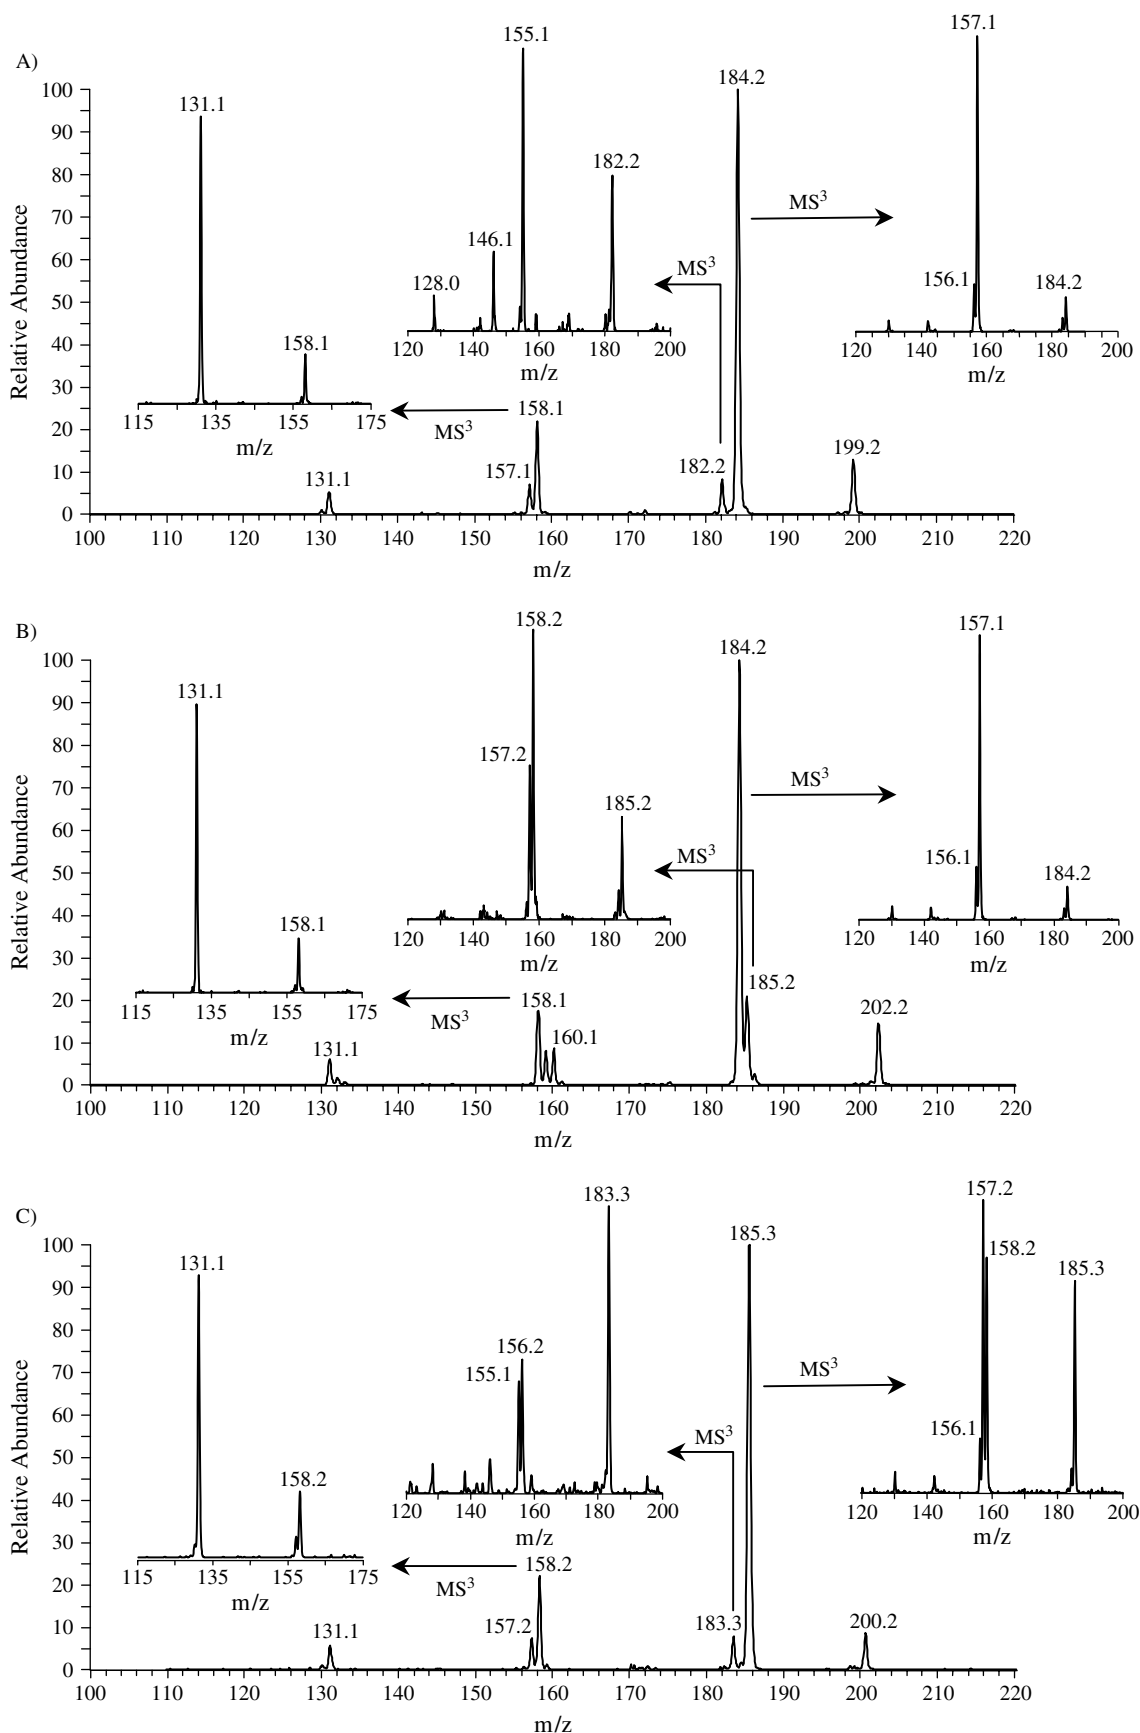 A)
Relative Abundance
100
90
80
70
60
50
40
30
20
10
0
100 110 120 130 140 150 160 170 180 190 200 210 220
m/z
131.1
157.1
158.1
182.2
184.2
199.2
MS³
131.1
158.1
115 135 155 175
m/z
MS³
128.0
146.1
155.1
182.2
120 140 160 180 200
m/z
MS³
156.1
157.1
184.2
120 140 160 180 200
m/z
B)
Relative Abundance
100
90
80
70
60
50
40
30
20
10
0
100 110 120 130 140 150 160 170 180 190 200 210 220
m/z
131.1
158.1
160.1
184.2
185.2
202.2
MS³
131.1
158.1
115 135 155 175
m/z
MS³
157.2
158.2
185.2
120 140 160 180 200
m/z
MS³
156.1
157.1
184.2
120 140 160 180 200
m/z
C)
Relative Abundance
100
90
80
70
60
50
40
30
20
10
0
100 110 120 130 140 150 160 170 180 190 200 210 220
m/z
131.1
157.2
158.2
183.3
185.3
200.2
MS³
131.1
158.2
115 135 155 175
m/z
MS³
155.1
156.2
183.3
120 140 160 180 200
m/z
MS³
156.1
157.2
158.2
185.3
120 140 160 180 200
m/z